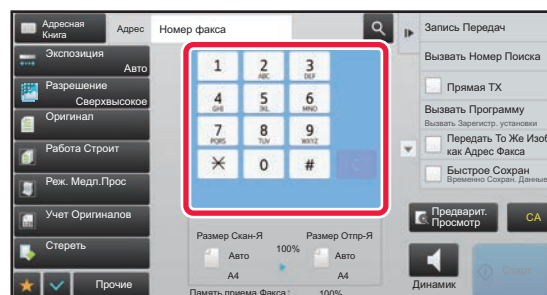 Адресная
Книга
Адрес
Номер факса
Запись Передач
Экспозиция
Авто
Вызвать Номер Поиска
Разрешение
Сверхвысокое
Прямая TX
Оригинал
Вызвать Программу
Вызвать Зарегистр. установки
Работа Строит
Передать То Же Изоб
как Адрес Факса
Реж. Медл.Прос
Быстрое Сохран
Временно Сохран. Данные
Учет Оригиналов
Предварит.
Просмотр
CA
Стереть
Прочие
1
2
ABC
3
DEF
4
GHI
5
JKL
6
MNO
7
PQRS
8
TUV
9
WXYZ
0
#
C
Размер Скан-Я
Размер Отпр-Я
Авто
100%
Авто
A4
A4
Память приема Факса :
100%
Динамик
Старт